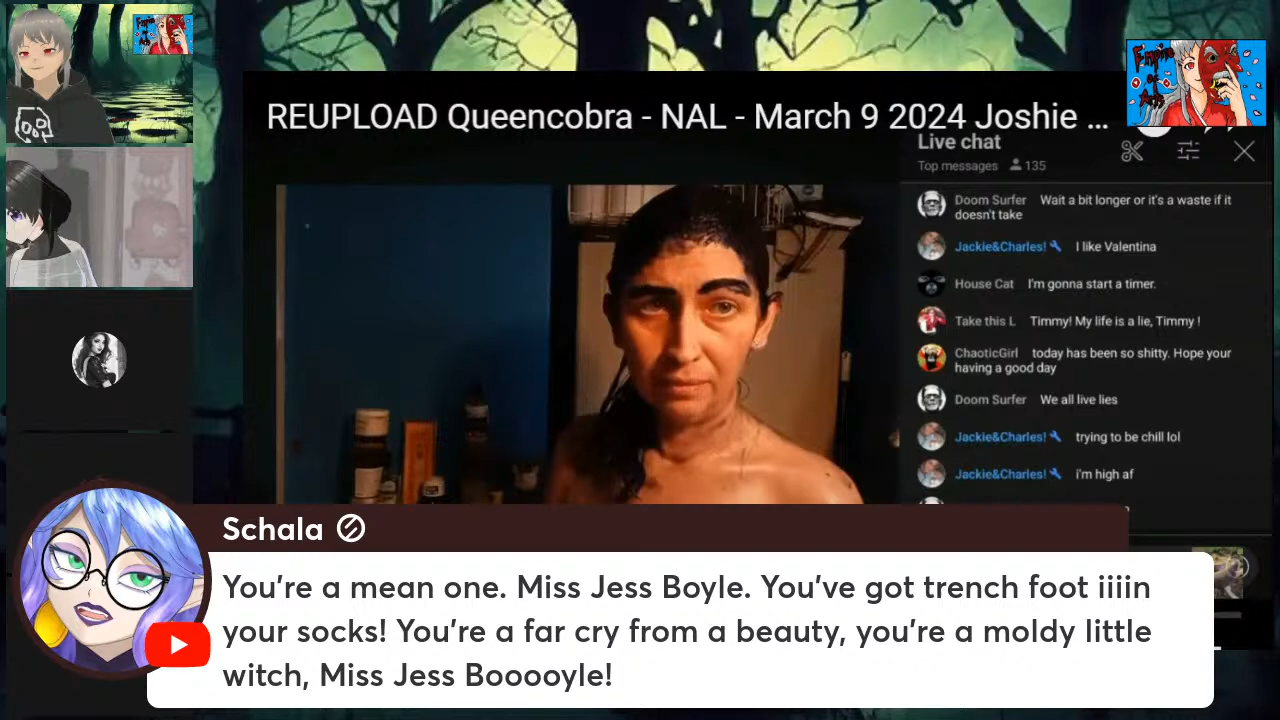 REUPLOAD Queencobra - NAL - March 9 2024 Joshie ...
Empire
of
Arts
Live chat
Top messages 135
Doom Surfer Wait a bit longer or it's a waste if it
doesn't take
Jackie&Charles! I like Valentina
House Cat I'm gonna start a timer.
Take this L Timmy! My life is a lie, Timmy !
ChaoticGirl today has been so shitty. Hope your
having a good day
Doom Surfer We all live lies
Jackie&Charles! trying to be chill lol
Jackie&Charles! i'm high af
Schala
You're a mean one. Miss Jess Boyle. You've got trench foot iiiin
your socks! You're a far cry from a beauty, you're a moldy little
witch, Miss Jess Booooyle!